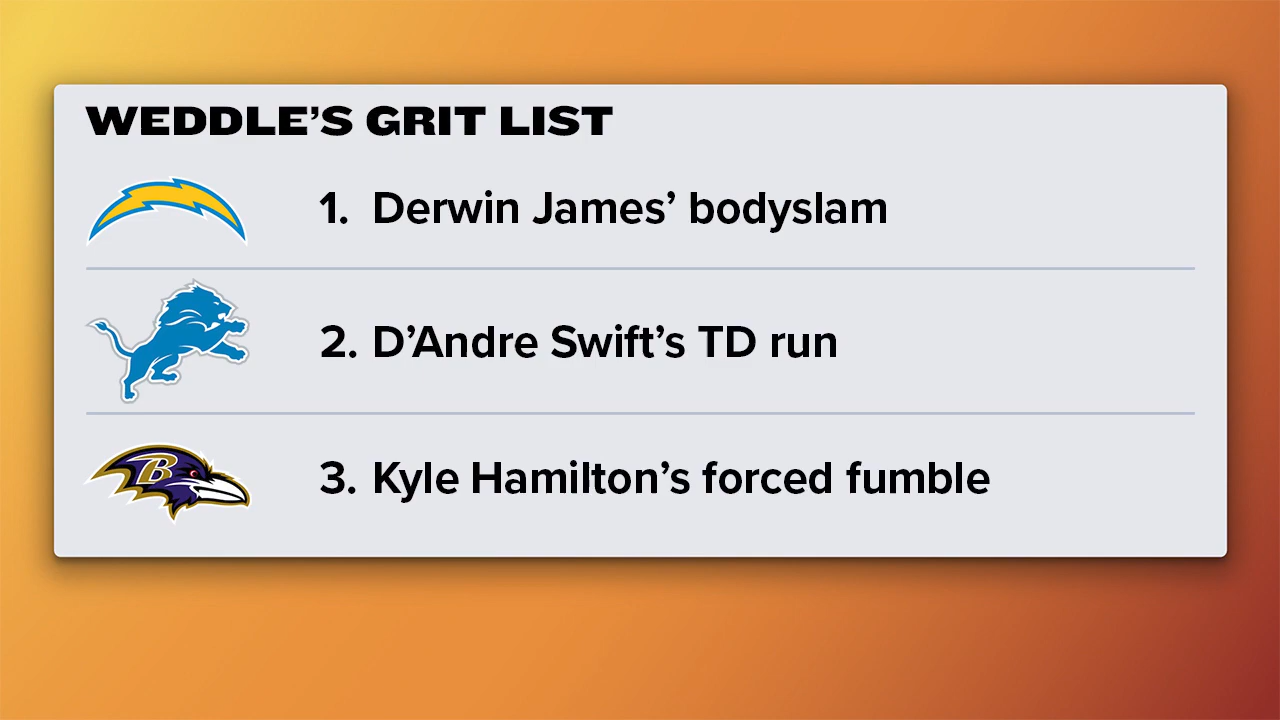 WEDDLE’S GRIT LIST
1. Derwin James’ bodyslam
2. D’Andre Swift’s TD run
B
3. Kyle Hamilton’s forced fumble